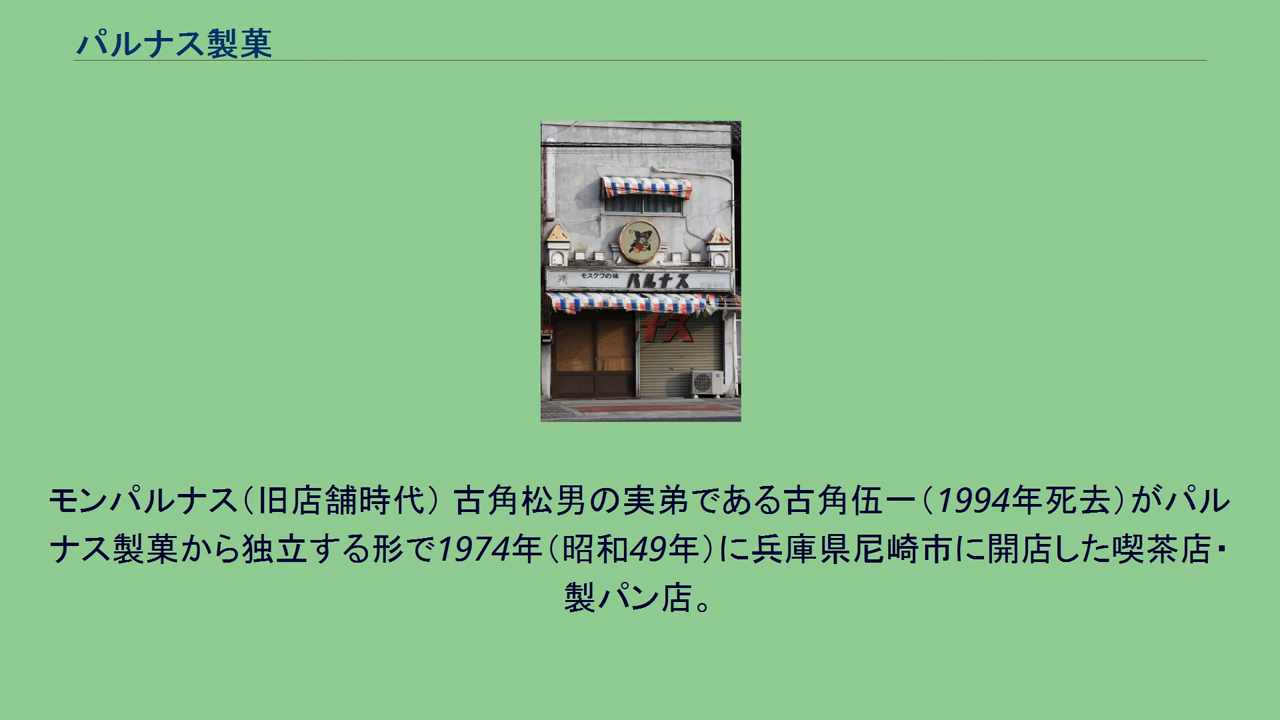 パルナス製菓
モスクワの味 パルナス
ナス
モンパルナス（旧店舗時代） 古角松男の実弟である古角伍一（1994年死去）がパル
ナス製菓から独立する形で1974年（昭和49年）に兵庫県尼崎市に開店した喫茶店・
製パン店。